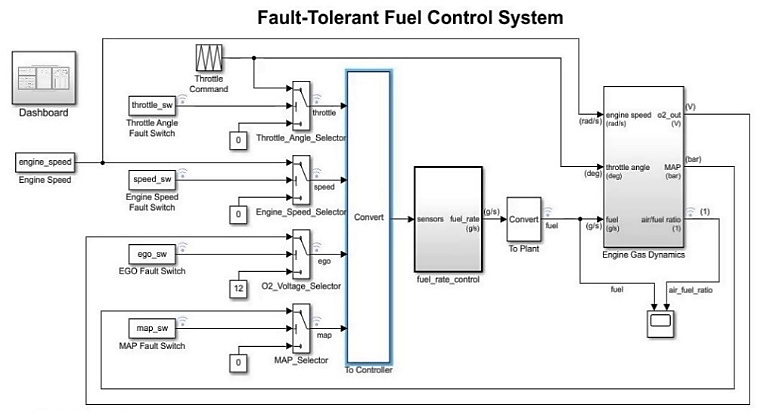 Fault-Tolerant Fuel Control System
Dashboard
Throttle
Command
throttle_sw
Throttle Angle
Fault Switch
0
throttle
Throttle_Angle_Selector
engine_speed
Engine Speed
speed_sw
Engine Speed
Fault Switch
0
speed
Engine_Speed_Selector
ego_sw
EGO Fault Switch
12
ego
O2_Voltage_Selector
map_sw
MAP Fault Switch
0
map
MAP_Selector
Convert
To Controller
sensors
fuel_rate
(g/s)
fuel_rate_control
(g/s)
Convert
To Plant
fuel
(rad/s)
engine speed
(rad/s)
o2_out
(V)
(V)
(deg)
throttle angle
(deg)
MAP
(bar)
(bar)
(g/s)
fuel
(g/s)
air/fuel ratio
(1)
(1)
Engine Gas Dynamics
fuel
air_fuel_ratio